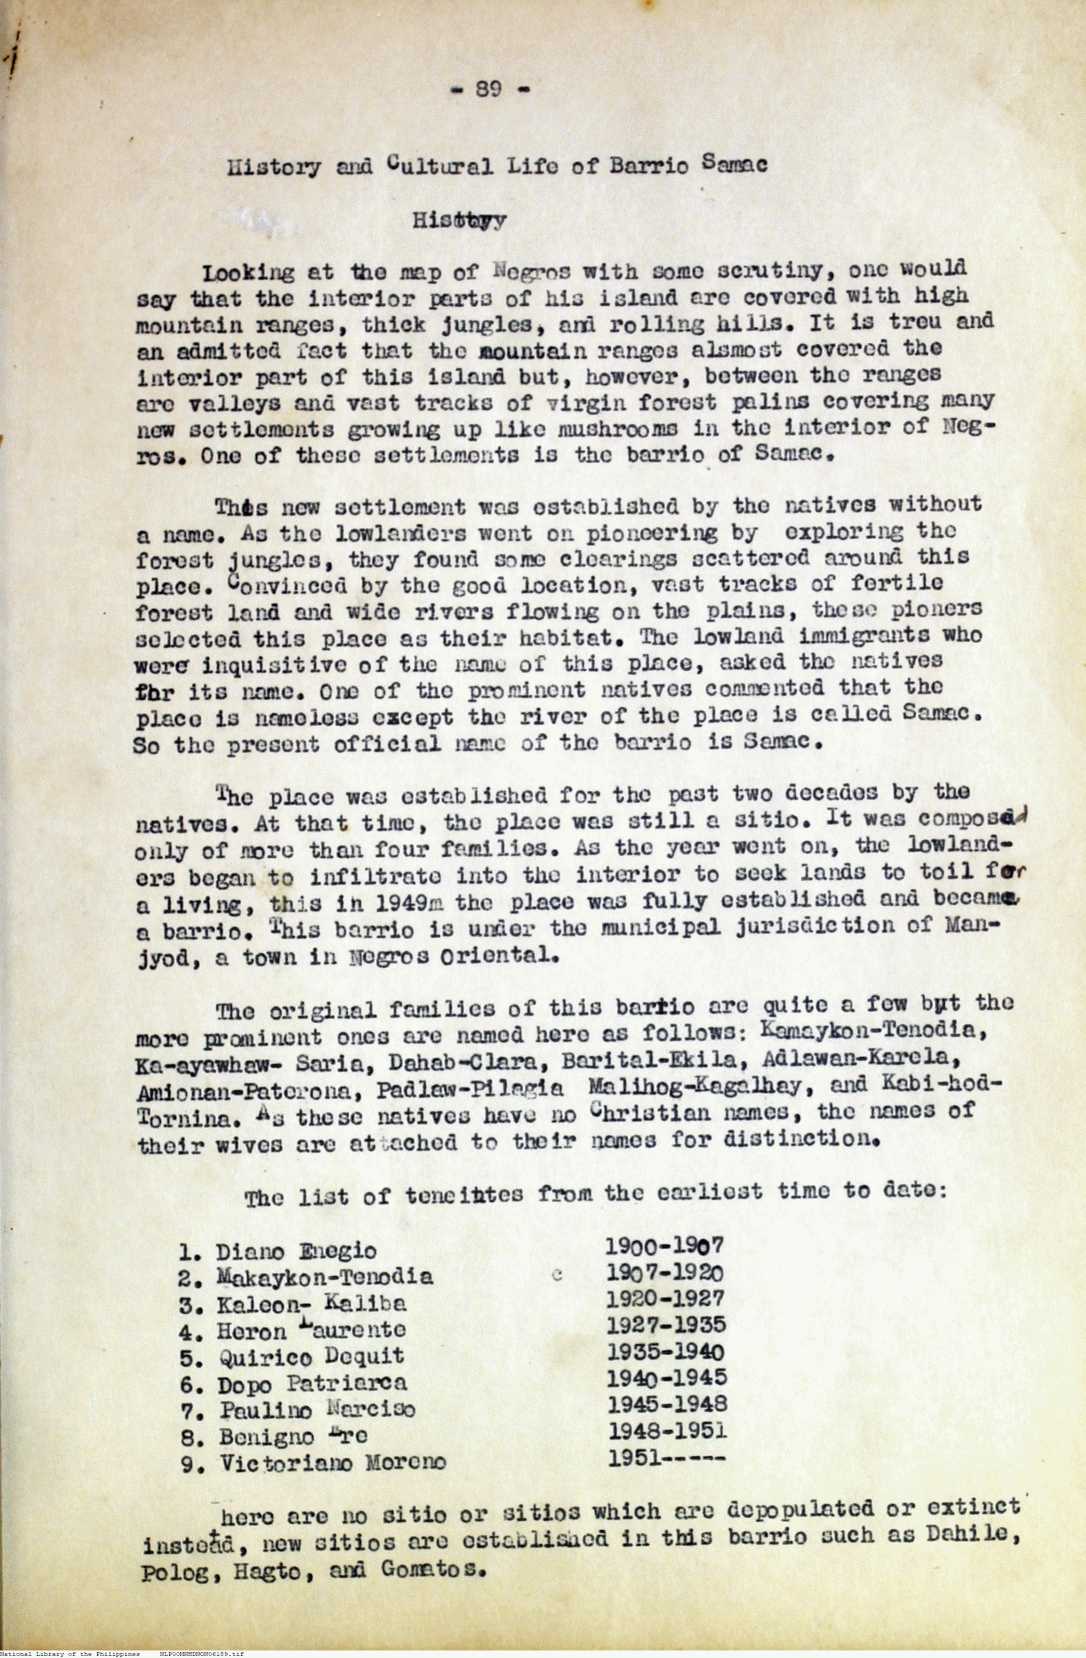 - 89 -
History and Cultural Life of Barrio Samac
History
Looking at the map of Negros with some scrutiny, one would
say that the interior parts of his island are covered with high
mountain ranges, thick jungles, and rolling hills. It is treu and
an admitted fact that the mountain ranges alsmost covered the
interior part of this island but, however, between the ranges
are valleys and vast tracks of virgin forest palins covering many
new settlements growing up like mushrooms in the interior of Neg-
ros. One of these settlements is the barrio of Samac.
This new settlement was established by the natives without
a name. As the lowlanders went on pioneering by exploring the
forest jungles, they found some clearings scattered around this
place. Convinced by the good location, vast tracks of fertile
forest land and wide rivers flowing on the plains, these pioners
selected this place as their habitat. The lowland immigrants who
were inquisitive of the name of this place, asked the natives
for its name. One of the prominent natives commented that the
place is nameless except the river of the place is called Samac.
So the present official name of the barrio is Samac.
The place was established for the past two decades by the
natives. At that time, the place was still a sitio. It was composed
only of more than four families. As the year went on, the lowland-
ers began to infiltrate into the interior to seek lands to toil for
a living, this in 1949m the place was fully established and became
a barrio. This barrio is under the municipal jurisdiction of Man-
jyod, a town in Negros Oriental.
The original families of this barrio are quite a few but the
more prominent ones are named here as follows: Kamaykon-Tenodia,
Ka-ayawhaw- Saria, Dahab-Clara, Barital-Ekila, Adlawan-Karela,
Amionan-Paterona, Padlaw-Pilagia Malihog-Kagalhay, and Kabi-hod-
Tornina. As these natives have no Christian names, the names of
their wives are attached to their names for distinction.
The list of teneintes from the earliest time to date:
1. Diano Enegio 1900-1907
2. Makaykon-Tenodia c 1907-1920
3. Kaleon- Kaliba 1920-1927
4. Heron Laurente 1927-1935
5. Quirico Dequit 1935-1940
6. Dopo Patriarca 1940-1945
7. Paulino Narciso 1945-1948
8. Benigno 1948-1951
9. Victoriano Moreno 1951-----
There are no sitio or sitios which are depopulated or extinct
instead, new sitios are established in this barrio such as Dahile,
Polog, Hagto, and Gomatos.
National Library of the Philippines